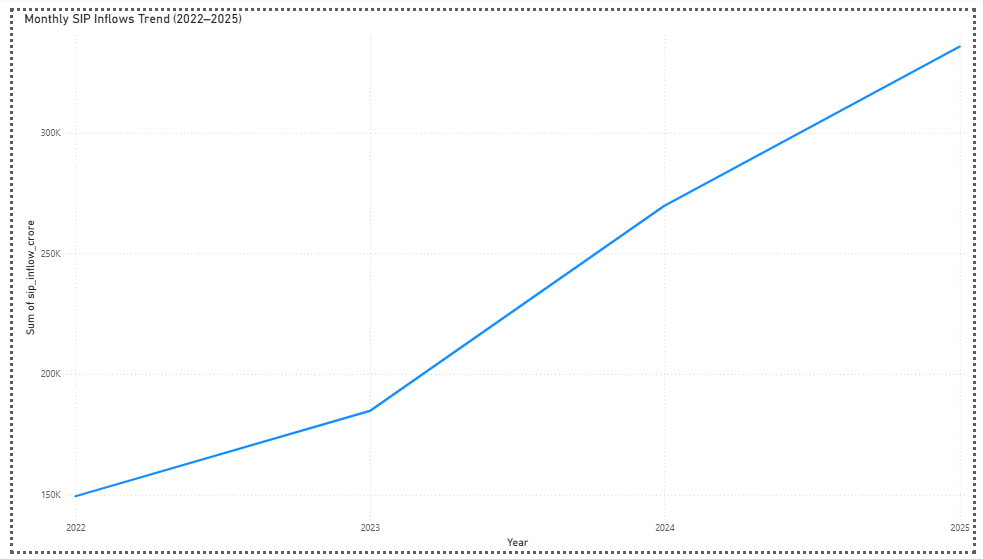 Monthly SIP Inflows Trend (2022–2025)
300K
250K
200K
150K
Sum of sip_inflow_crore
2022 2023 2024 2025
Year